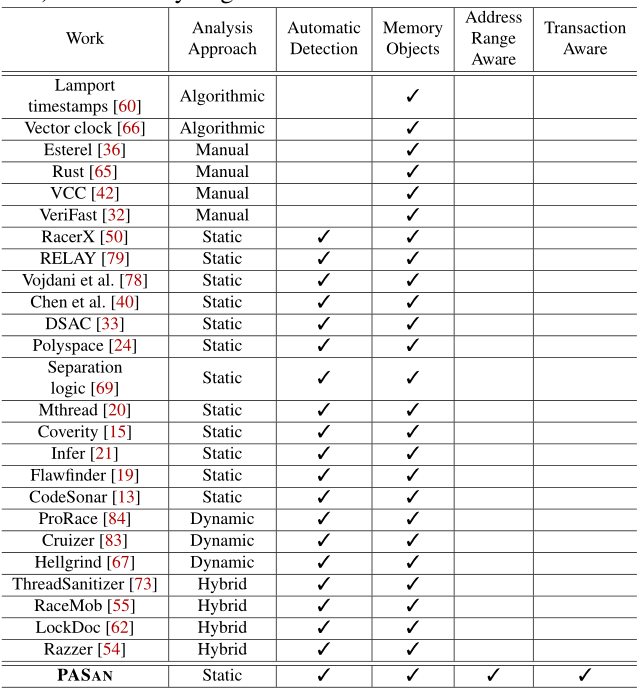 Work Analysis Approach Automatic Detection Memory Objects Address Range Aware Transaction Aware
Lamport timestamps [60] Algorithmic ✓
Vector clock [66] Algorithmic ✓
Esterel [36] Manual ✓
Rust [65] Manual ✓
VCC [42] Manual ✓
VeriFast [32] Manual ✓
RacerX [50] Static ✓ ✓
RELAY [79] Static ✓ ✓
Vojdani et al. [78] Static ✓ ✓
Chen et al. [40] Static ✓ ✓
DSAC [33] Static ✓ ✓
Polyspace [24] Static ✓ ✓
Separation logic [69] Static ✓ ✓
Mthread [20] Static ✓ ✓
Coverity [15] Static ✓ ✓
Infer [21] Static ✓ ✓
Flawfinder [19] Static ✓ ✓
CodeSonar [13] Static ✓ ✓
ProRace [84] Dynamic ✓ ✓
Cruizer [83] Dynamic ✓ ✓
Hellgrind [67] Dynamic ✓ ✓
ThreadSanitizer [73] Hybrid ✓ ✓
RaceMob [55] Hybrid ✓ ✓
LockDoc [62] Hybrid ✓ ✓
Razzer [54] Hybrid ✓ ✓
PASAN Static ✓ ✓ ✓ ✓